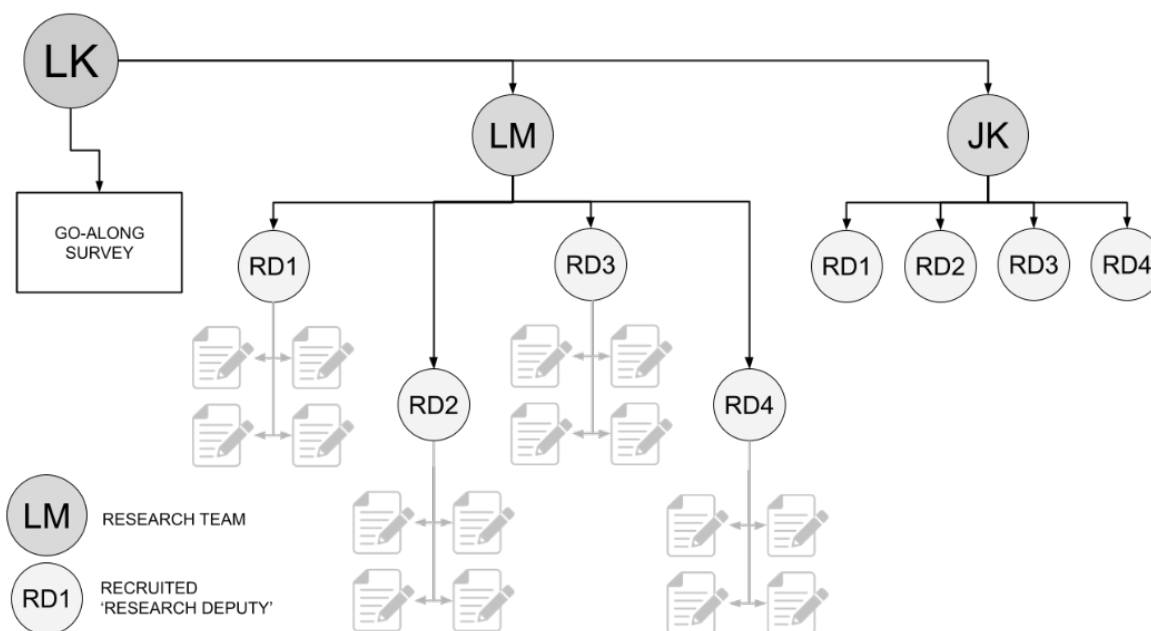 LK
LM
JK
GO-ALONG
SURVEY
RD1
RD3
RD1
RD2
RD3
RD4
RD2
RD4
LM
RESEARCH TEAM
RD1
RECRUITED
‘RESEARCH DEPUTY’